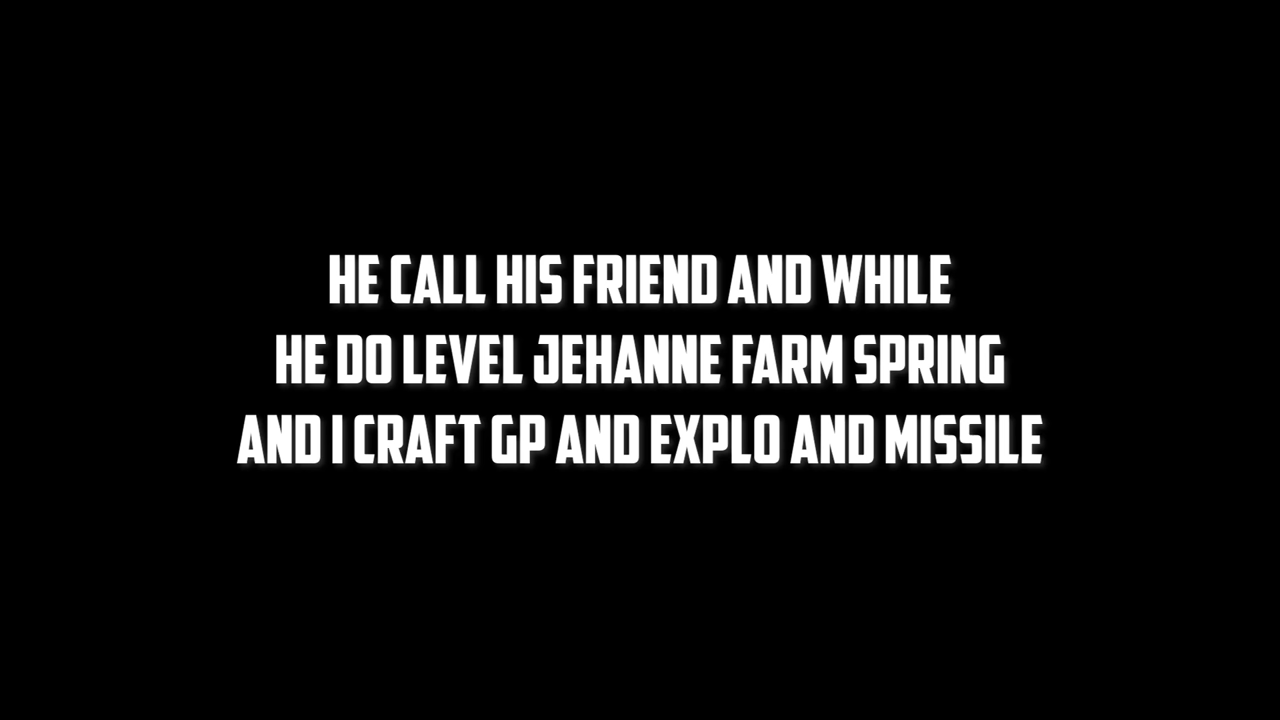 HE CALL HIS FRIEND AND WHILE
HE DO LEVEL JEHANNE FARM SPRING
AND I CRAFT GP AND EXPLO AND MISSILE